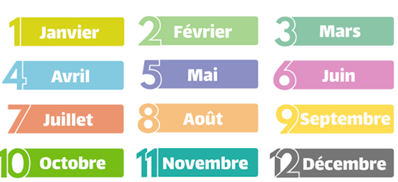 1 Janvier 2 Février 3 Mars
4 Avril 5 Mai 6 Juin
7 Juillet 8 Août 9 Septembre
10 Octobre 11 Novembre 12 Décembre